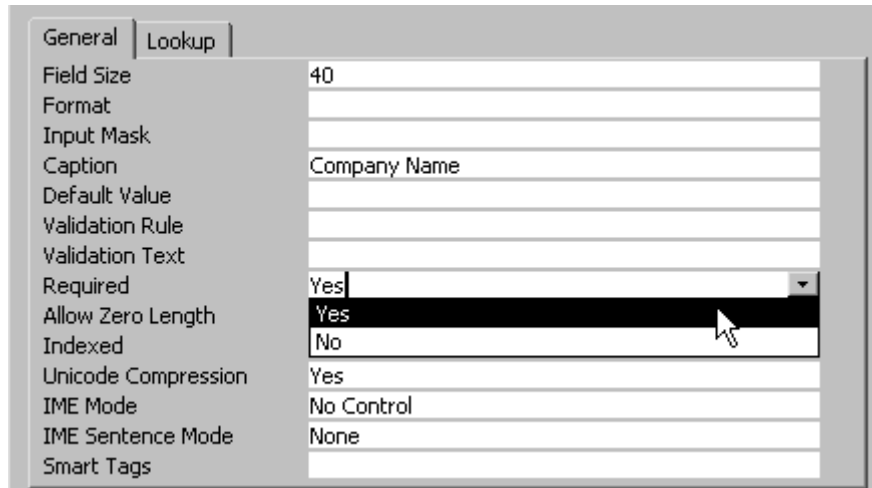 General Lookup
Field Size 40
Format
Input Mask
Caption Company Name
Default Value
Validation Rule
Validation Text
Required Yes
Allow Zero Length Yes
Indexed No
Unicode Compression Yes
IME Mode No Control
IME Sentence Mode None
Smart Tags